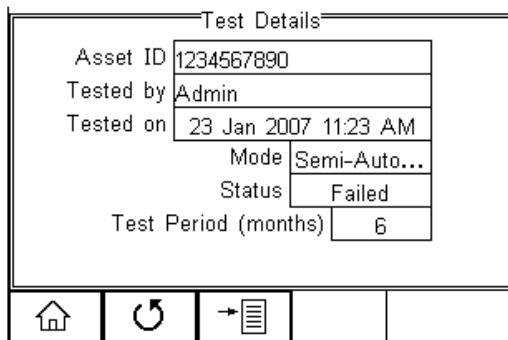 Test Details
Asset ID 1234567890
Tested by Admin
Tested on 23 Jan 2007 11:23 AM
Mode Semi-Auto...
Status Failed
Test Period (months) 6